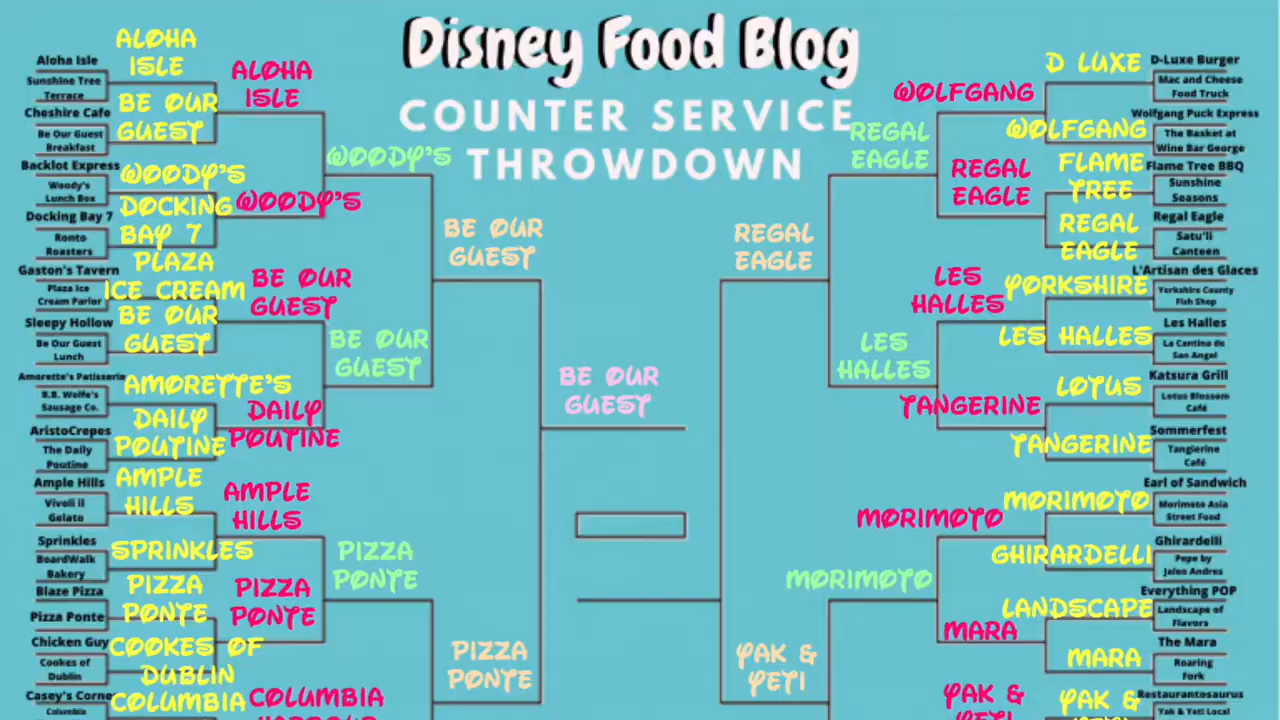 Disney Food Blog
COUNTER SERVICE
THROWDOWN
Aloha Isle
Sunshine Tree
Terrace
Cheshire Cafe
Be Our Guest
Breakfast
Backlot Express
Woody's
Lunch Box
Docking Bay 7
Ronto
Roasters
Gaston's Tavern
Plaza Ice
Cream Parlor
Sleepy Hollow
Be Our Guest
Lunch
Amorette's Patisserie
B.B. Wolfe's
Sausage Co.
AristoCrepes
The Daily
Poutine
Ample Hills
Vivoli il
Gelato
Sprinkles
BoardWalk
Bakery
Blaze Pizza
Pizza Ponte
Chicken Guy
Cookes of
Dublin
Casey's Corner
Columbia
ALOHA
ISLE
BE OUR
GUEST
WOODY'S
DOCKING
BAY 7
PLAZA
ICE CREAM
BE OUR
GUEST
AMORETTE'S
DAILY
POUTINE
AMPLE
HILLS
SPRINKLES
PIZZA
PONTE
COOKES OF
DUBLIN
COLUMBIA
ALOHA
ISLE
WOODY'S
BE OUR
GUEST
DAILY
POUTINE
AMPLE
HILLS
PIZZA
PONTE
COLUMBIA
HARBOUR
WOODY'S
BE OUR
GUEST
PIZZA
PONTE
BE OUR
GUEST
PIZZA
PONTE
BE OUR
GUEST
REGAL
EAGLE
YAK &
YETI
REGAL
EAGLE
LES
HALLES
MORIMOTO
WOLFGANG
REGAL
EAGLE
LES
HALLES
TANGERINE
MORIMOTO
MARA
YAK &
YETI
D LUXE
WOLFGANG
FLAME
TREE
REGAL
EAGLE
YORKSHIRE
LES HALLES
LOTUS
TANGERINE
MORIMOTO
GHIRARDELLI
LANDSCAPE
MARA
YAK &
D-Luxe Burger
Mac and Cheese
Food Truck
Wolfgang Puck Express
The Basket at
Wine Bar George
Flame Tree BBQ
Sunshine
Seasons
Regal Eagle
Satu'li
Canteen
L'Artisan des Glaces
Yorkshire County
Fish Shop
Les Halles
La Cantina de
San Angel
Katsura Grill
Lotus Blossom
Café
Sommerfest
Tangierine
Café
Earl of Sandwich
Morimoto Asia
Street Food
Ghirardelli
Pepe by
Jaleo Andres
Everything POP
Landscape of
Flavors
The Mara
Roaring
Fork
Restaurantosaurus
Yak & Yeti Local